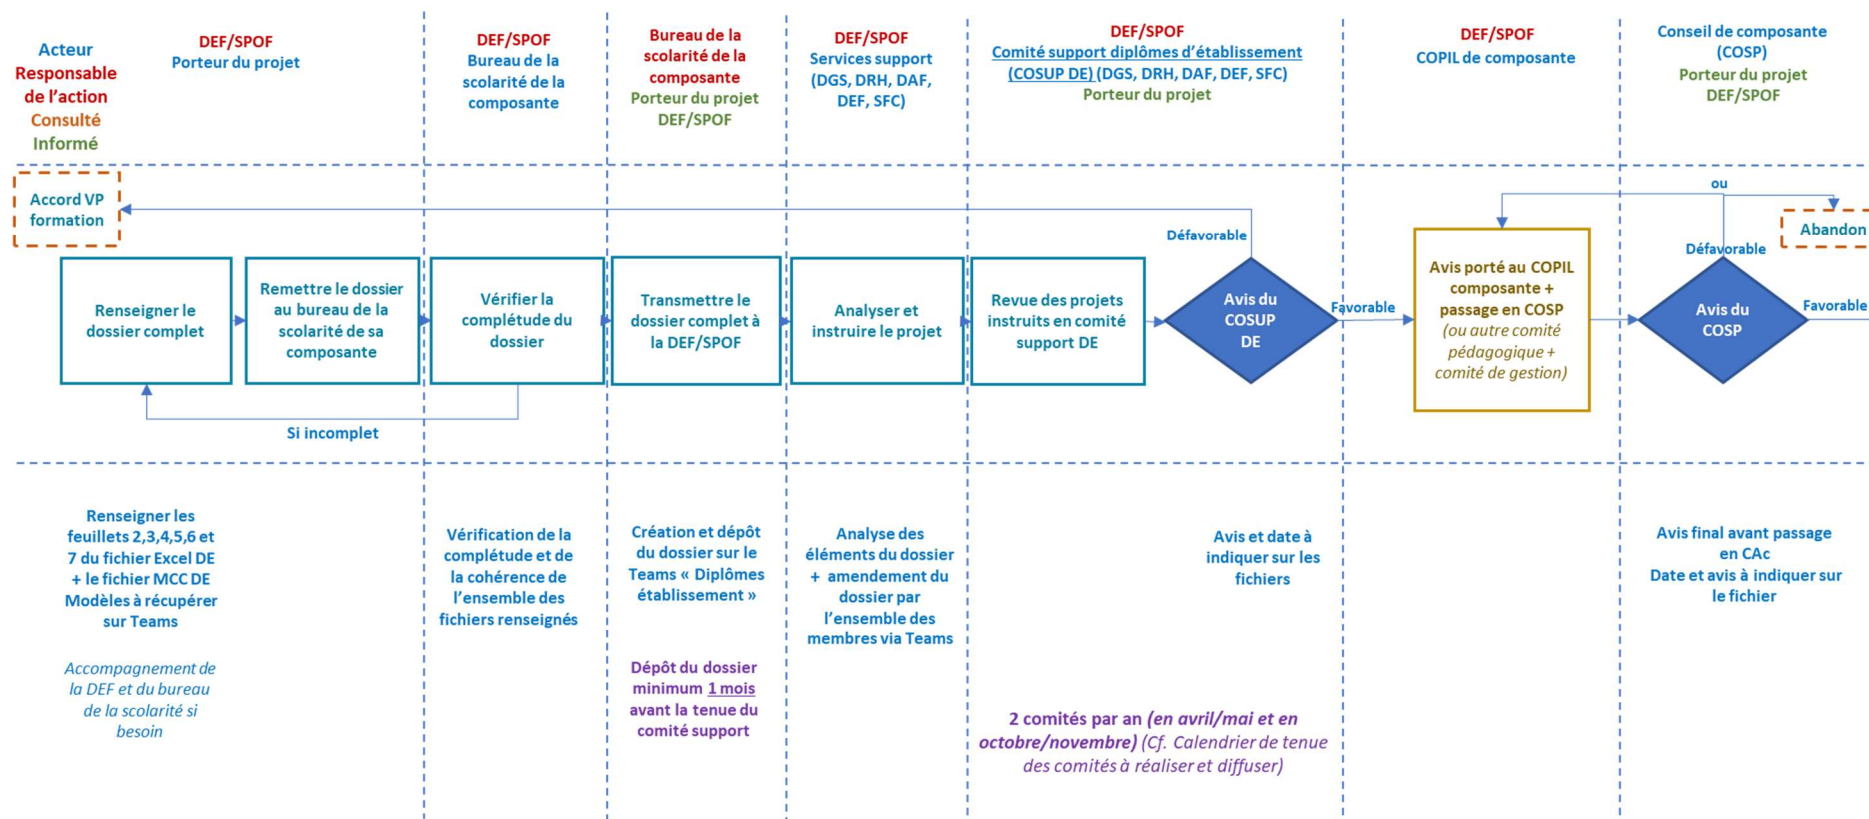 Acteur
Responsable
de l'action
Consulté
Informé
DEF/SPOF
Porteur du projet
DEF/SPOF
Bureau de la
scolarité de la
composante
Bureau de la
scolarité de la
composante
Porteur du projet
DEF/SPOF
DEF/SPOF
Services support
(DGS, DRH, DAF,
DEF, SFC)
DEF/SPOF
Comité support diplômes d'établissement
(COSUP DE) (DGS, DRH, DAF, DEF, SFC)
Porteur du projet
DEF/SPOF
COPIL de composante
Conseil de composante
(COSP)
Porteur du projet
DEF/SPOF
Accord VP
formation
Renseigner le
dossier complet
Remettre le dossier
au bureau de la
scolarité de sa
composante
Vérifier la
complétude du
dossier
Si incomplet
Transmettre le
dossier complet à
la DEF/SPOF
Analyser et
instruire le projet
Revue des projets
instruits en comité
support DE
Défavorable
Avis du
COSUP
DE
Favorable
Avis porté au COPIL
composante +
passage en COSP
(ou autre comité
pédagogique +
comité de gestion)
ou
Abandon
Défavorable
Avis du
COSP
Favorable
Renseigner les
feuillets 2,3,4,5,6 et
7 du fichier Excel DE
+ le fichier MCC DE
Modèles à récupérer
sur Teams
Accompagnement de
la DEF et du bureau
de la scolarité si
besoin
Vérification de la
complétude et de
la cohérence de
l'ensemble des
fichiers renseignés
Création et dépôt
du dossier sur le
Teams « Diplômes
établissement »
Dépôt du dossier
minimum 1 mois
avant la tenue du
comité support
Analyse des
éléments du dossier
+ amendement du
dossier par
l'ensemble des
membres via Teams
Avis et date à
indiquer sur les
fichiers
2 comités par an (en avril/mai et en
octobre/novembre) (Cf. Calendrier de tenue
des comités à réaliser et diffuser)
Avis final avant passage
en CAc
Date et avis à indiquer sur
le fichier